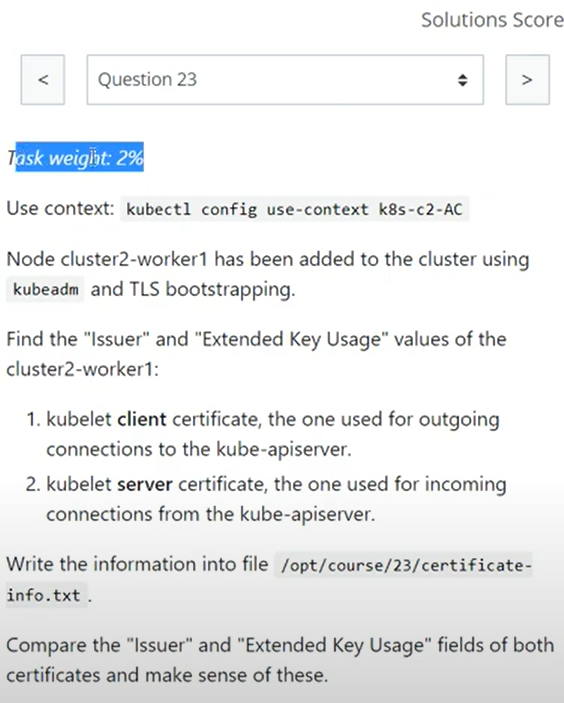 Solutions Score
< Question 23 >
Task weight: 2%
Use context: kubectl config use-context k8s-c2-AC
Node cluster2-worker1 has been added to the cluster using
kubeadm and TLS bootstrapping.
Find the "Issuer" and "Extended Key Usage" values of the
cluster2-worker1:
1. kubelet client certificate, the one used for outgoing
connections to the kube-apiserver.
2. kubelet server certificate, the one used for incoming
connections from the kube-apiserver.
Write the information into file /opt/course/23/certificate-
info.txt .
Compare the "Issuer" and "Extended Key Usage" fields of both
certificates and make sense of these.